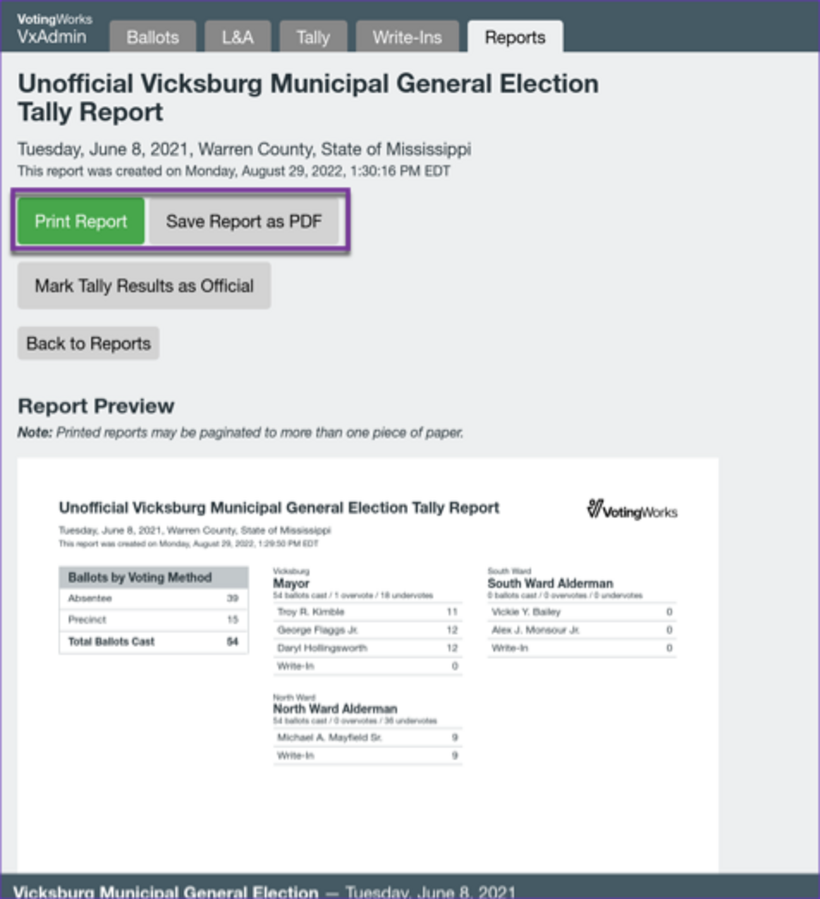 VotingWorks
VxAdmin
Ballots
L&A
Tally
Write-Ins
Reports
Unofficial Vicksburg Municipal General Election
Tally Report
Tuesday, June 8, 2021, Warren County, State of Mississippi
This report was created on Monday, August 29, 2022, 1:30:16 PM EDT
Print Report
Save Report as PDF
Mark Tally Results as Official
Back to Reports
Report Preview
Note: Printed reports may be paginated to more than one piece of paper.
Unofficial Vicksburg Municipal General Election Tally Report
VotingWorks
Tuesday, June 8, 2021, Warren County, State of Mississippi
This report was created on Monday, August 29, 2022, 1:29:50 PM EDT
Ballots by Voting Method
Absentee 39
Precinct 15
Total Ballots Cast 54
Vicksburg
Mayor
54 ballots cast / 1 overvote / 18 undervotes
Troy R. Kimble 11
George Flaggs Jr. 12
Daryl Hollingsworth 12
Write-In 0
North Ward
North Ward Alderman
54 ballots cast / 0 overvotes / 36 undervotes
Michael A. Mayfield Sr. 9
Write-In 9
South Ward
South Ward Alderman
0 ballots cast / 0 overvotes / 0 undervotes
Vickie Y. Bailey 0
Alex J. Monsour Jr. 0
Write-In 0
Vicksburg Municipal General Election — Tuesday, June 8, 2021